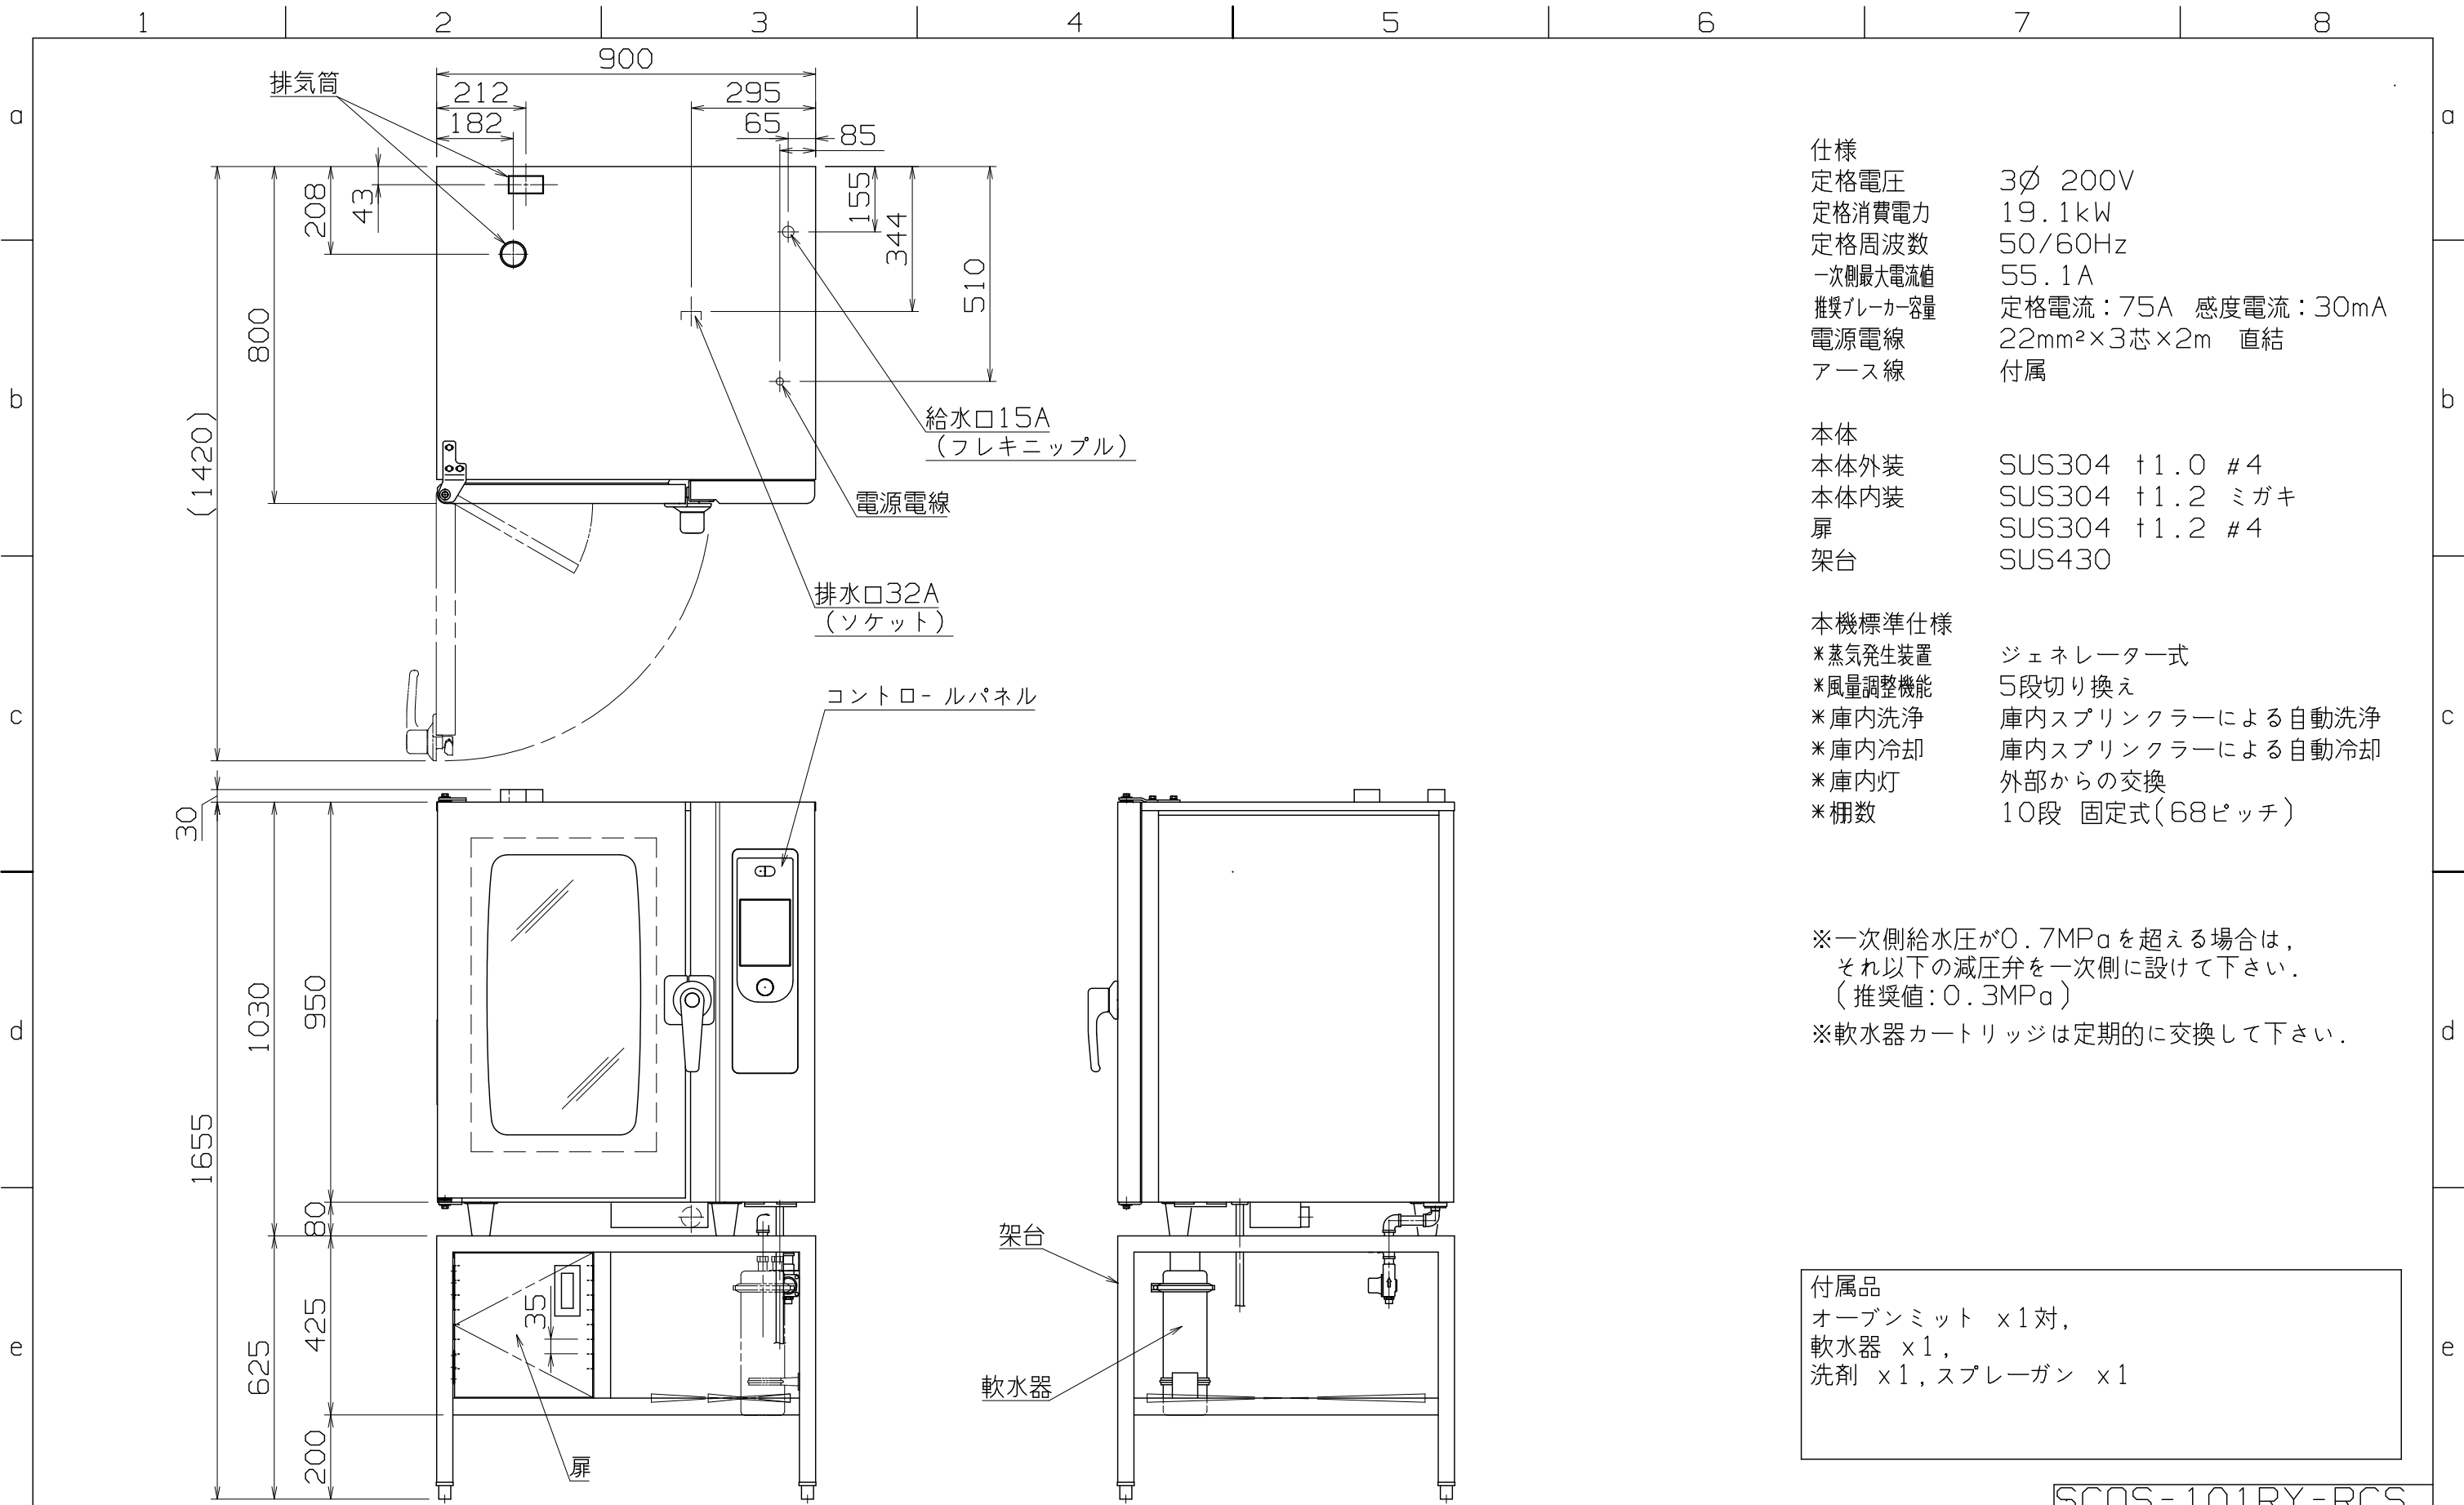 1 2 3 4 5 6 7 8
a
b
c
d
e
a
b
c
d
e
900
排気筒
212
295
182
65
85
208
43
155
344
510
800
(1420)
給水口15A
(フレキニップル)
電源電線
排水口32A
(ソケット)
コントロールパネル
30
1030
950
1655
80
425
625
35
200
扉
架台
軟水器
仕様
定格電圧 3∅ 200V
定格消費電力 19.1kW
定格周波数 50/60Hz
一次側最大電流値 55.1A
推奨ブレーカー容量 定格電流:75A 感度電流:30mA
電源電線 22mm²×3芯×2m 直結
アース線 付属
本体
本体外装 SUS304 t1.0 #4
本体内装 SUS304 t1.2 ミガキ
扉 SUS304 t1.2 #4
架台 SUS430
本機標準仕様
*蒸気発生装置 ジェネレーター式
*風量調整機能 5段切り換え
*庫内洗浄 庫内スプリンクラーによる自動洗浄
*庫内冷却 庫内スプリンクラーによる自動冷却
*庫内灯 外部からの交換
*棚数 10段 固定式(68ピッチ)
※一次側給水圧が0.7MPaを超える場合は,
それ以下の減圧弁を一次側に設けて下さい.
(推奨値:0.3MPa)
※軟水器カートリッジは定期的に交換して下さい.
付属品
オーブンミット x1対,
軟水器 x1,
洗剤 x1,スプレーガン x1
SCOS-101RY-RCS